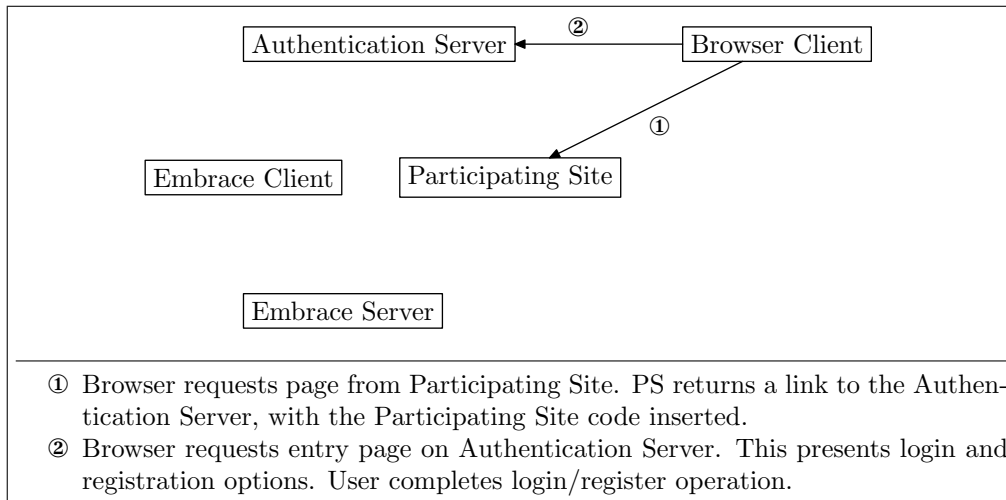 ②
Authentication Server
Browser Client
①
Embrace Client
Participating Site
Embrace Server
① Browser requests page from Participating Site. PS returns a link to the Authen-
tication Server, with the Participating Site code inserted.
② Browser requests entry page on Authentication Server. This presents login and
registration options. User completes login/register operation.